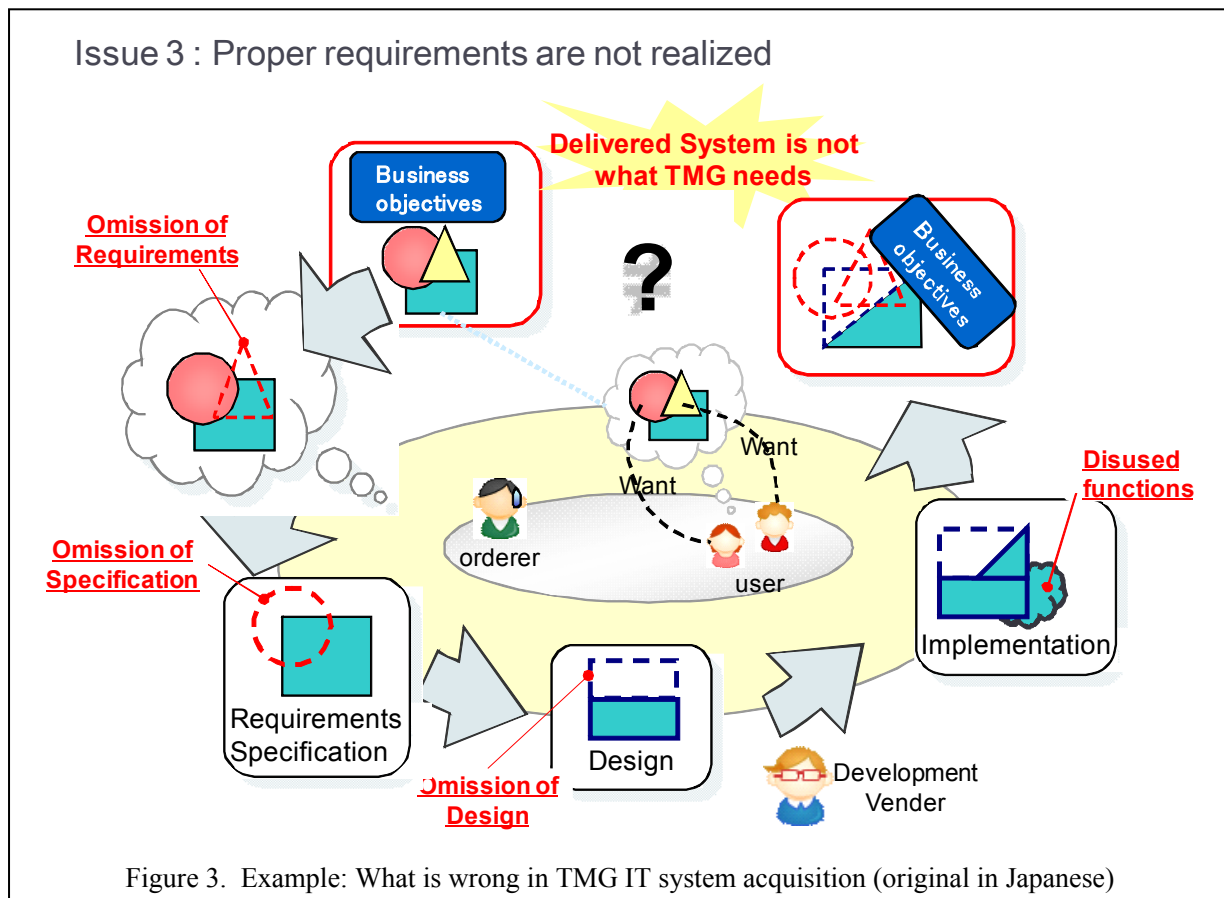 Issue 3 : Proper requirements are not realized
Delivered System is not
what TMG needs
Business
objectives
Omission of
Requirements
?
Business
objectives
Want
Want
Disused
functions
orderer
user
Omission of
Specification
Implementation
Requirements
Specification
Design
Omission of
Design
Development
Vender
Figure 3. Example: What is wrong in TMG IT system acquisition (original in Japanese)